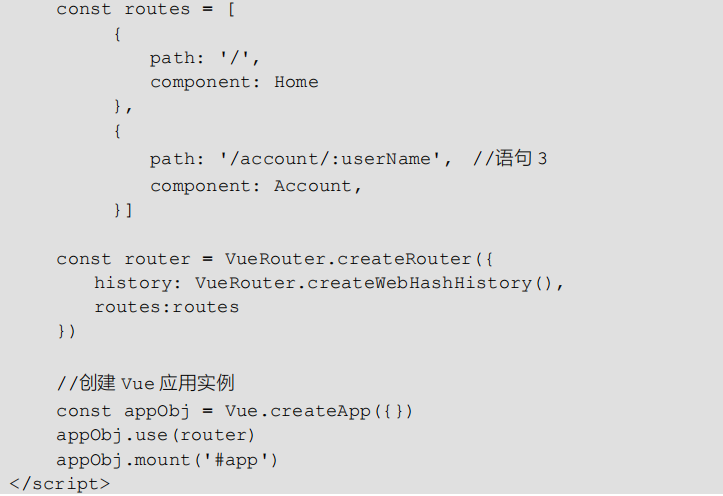 const routes = [
{
path: '/',
component: Home
},
{
path: '/account/:userName', //语句 3
component: Account,
}]
const router = VueRouter.createRouter({
history: VueRouter.createWebHashHistory(),
routes:routes
})
//创建 Vue 应用实例
const appObj = Vue.createApp({})
appObj.use(router)
appObj.mount('#app')
</script>